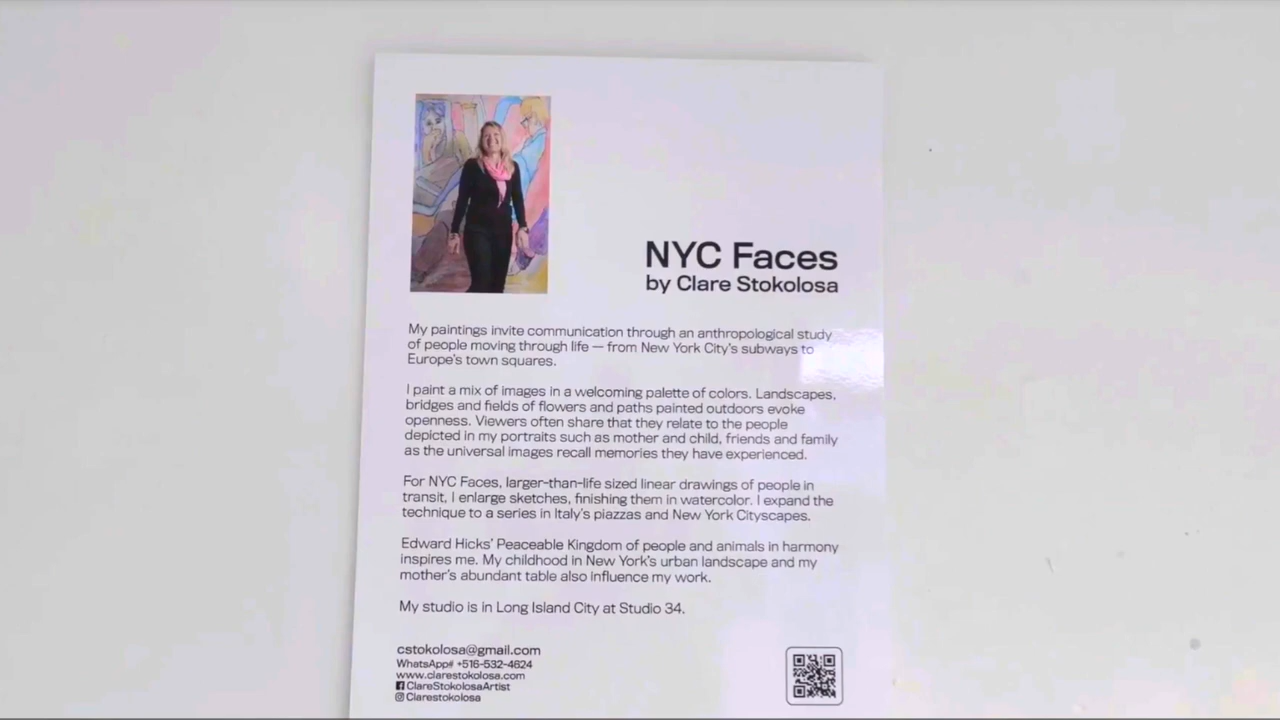 NYC Faces
by Clare Stokolosa
My paintings invite communication through an anthropological study
of people moving through life — from New York City's subways to
Europe's town squares.
I paint a mix of images in a welcoming palette of colors. Landscapes,
bridges and fields of flowers and paths painted outdoors evoke
openness. Viewers often share that they relate to the people
depicted in my portraits such as mother and child, friends and family
as the universal images recall memories they have experienced.
For NYC Faces, larger-than-life sized linear drawings of people in
transit, I enlarge sketches, finishing them in watercolor. I expand the
technique to a series in Italy's piazzas and New York Cityscapes.
Edward Hicks' Peaceable Kingdom of people and animals in harmony
inspires me. My childhood in New York's urban landscape and my
mother's abundant table also influence my work.
My studio is in Long Island City at Studio 34.
cstokolosa@gmail.com
WhatsApp# +516-532-4624
www.clarestokolosa.com
ClareStokolosaArtist
Clarestokolosa